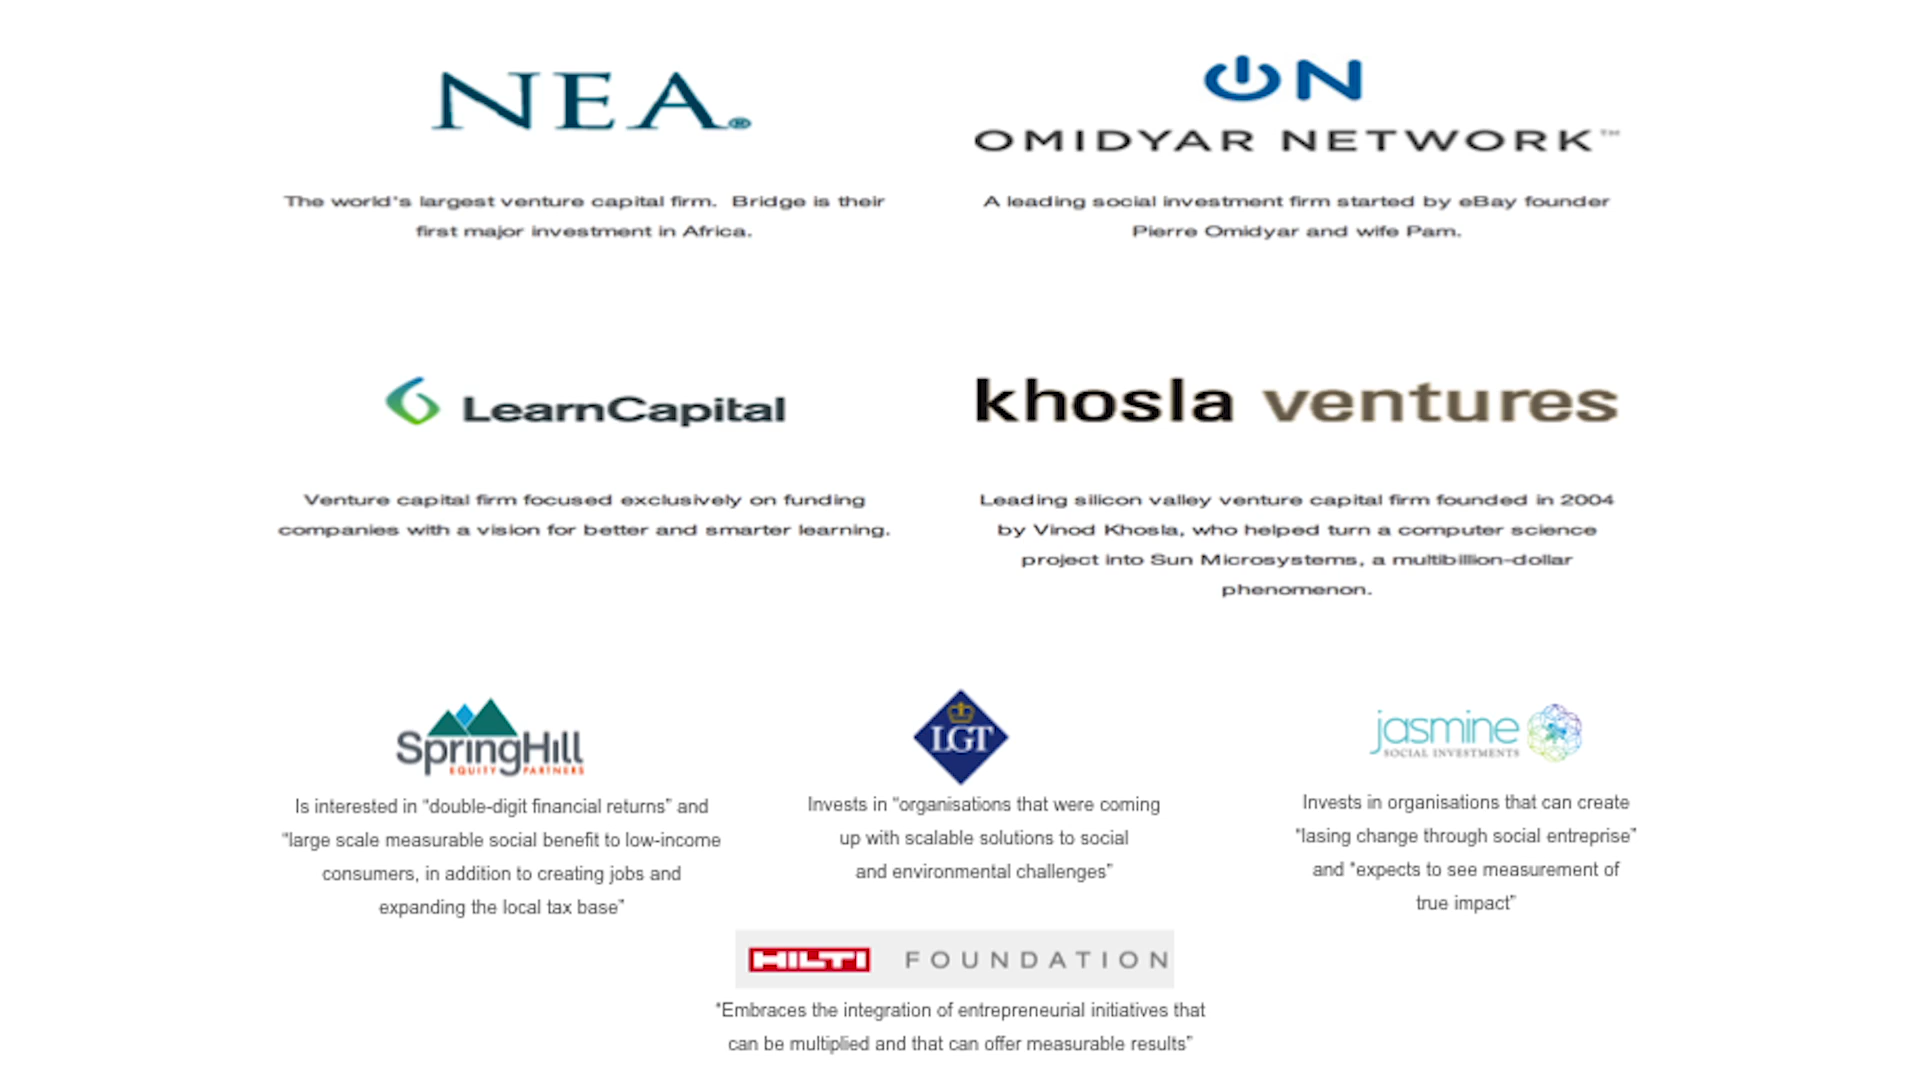 NEA®
The world's largest venture capital firm. Bridge is their
first major investment in Africa.
ON
OMIDYAR NETWORK™
A leading social investment firm started by eBay founder
Pierre Omidyar and wife Pam.
LearnCapital
Venture capital firm focused exclusively on funding
companies with a vision for better and smarter learning.
khosla ventures
Leading silicon valley venture capital firm founded in 2004
by Vinod Khosla, who helped turn a computer science
project into Sun Microsystems, a multibillion-dollar
phenomenon.
SpringHill
EQUITY PARTNERS
Is interested in “double-digit financial returns” and
“large scale measurable social benefit to low-income
consumers, in addition to creating jobs and
expanding the local tax base”
LGT
Invests in “organisations that were coming
up with scalable solutions to social
and environmental challenges”
jasmine
SOCIAL INVESTMENTS
Invests in organisations that can create
“lasing change through social entreprise”
and “expects to see measurement of
true impact”
HILTI FOUNDATION
“Embraces the integration of entrepreneurial initiatives that
can be multiplied and that can offer measurable results”